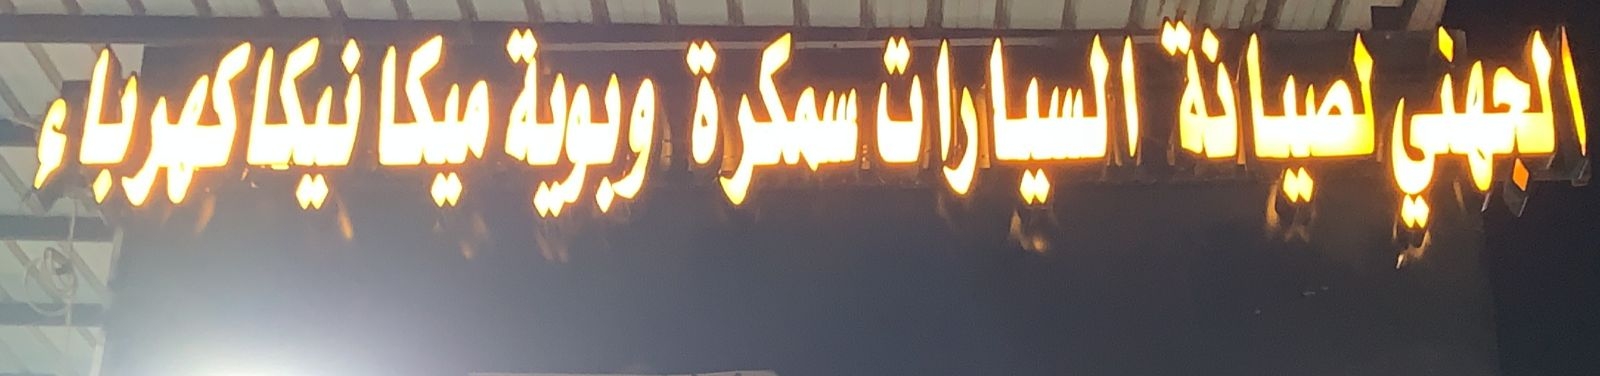 الجهني لصيانة السيارات سمكرة وبوية ميكانيكا كهرباء